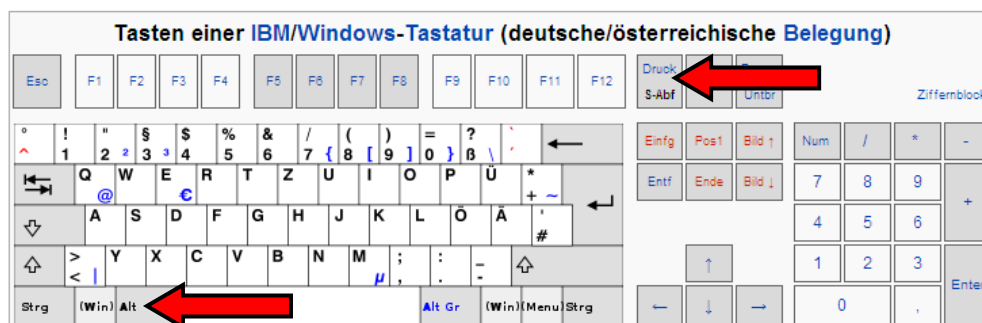 Tasten einer IBM/Windows-Tastatur (deutsche/österreichische Belegung)
Esc F1 F2 F3 F4 F5 F6 F7 F8 F9 F10 F11 F12 Druck
S-Abf Untbr Ziffernblock
° ! " § $ % & / ( ) = ? `
^ 1 2 ² 3 ³ 4 5 6 7 { 8 [ 9 ] 0 } ß \ ´
Einfg Pos1 Bild ↑ Num / * -
Q W E R T Z U I O P Ü *
@ € + ~
Entf Ende Bild ↓ 7 8 9 +
A S D F G H J K L Ö Ä '
#
4 5 6
> Y X C V B N M ; : _
< | µ , . -
↑ 1 2 3 Enter
Strg (Win) Alt Alt Gr (Win) (Menu) Strg ← ↓ → 0 ,